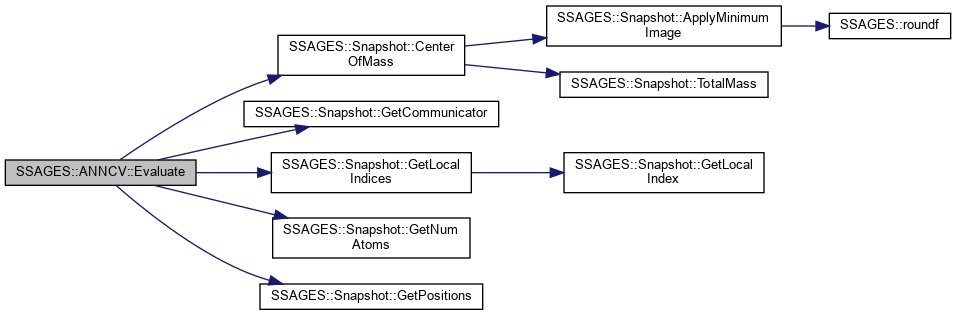 SSAGES::ANNCV::Evaluate
SSAGES::Snapshot::Center
OfMass
SSAGES::Snapshot::ApplyMinimum
Image
SSAGES::roundf
SSAGES::Snapshot::TotalMass
SSAGES::Snapshot::GetCommunicator
SSAGES::Snapshot::GetLocal
Indices
SSAGES::Snapshot::GetLocal
Index
SSAGES::Snapshot::GetNum
Atoms
SSAGES::Snapshot::GetPositions